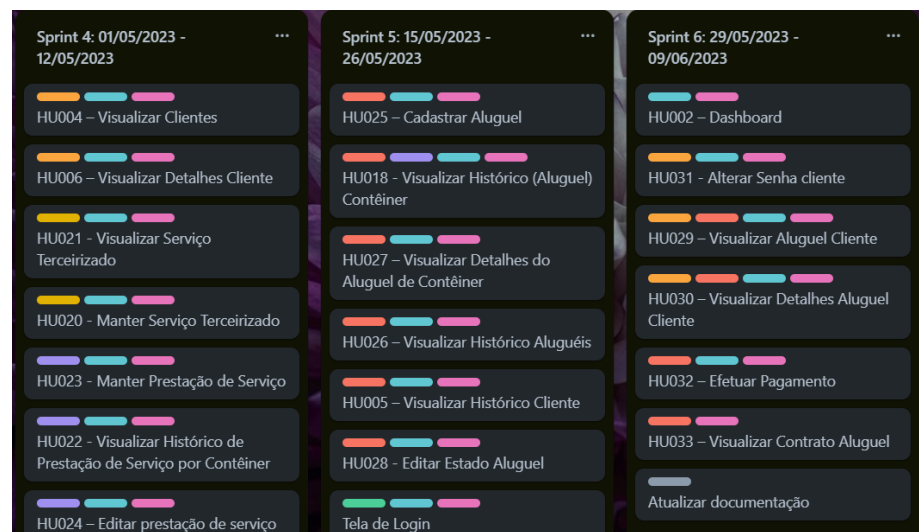 Sprint 4: 01/05/2023 -
12/05/2023
HU004 – Visualizar Clientes
HU006 – Visualizar Detalhes Cliente
HU021 - Visualizar Serviço
Terceirizado
HU020 - Manter Serviço Terceirizado
HU023 - Manter Prestação de Serviço
HU022 - Visualizar Histórico de
Prestação de Serviço por Contêiner
HU024 – Editar prestação de serviço
Sprint 5: 15/05/2023 -
26/05/2023
HU025 – Cadastrar Aluguel
HU018 - Visualizar Histórico (Aluguel)
Contêiner
HU027 – Visualizar Detalhes do
Aluguel de Contêiner
HU026 – Visualizar Histórico Aluguéis
HU005 – Visualizar Histórico Cliente
HU028 - Editar Estado Aluguel
Tela de Login
Sprint 6: 29/05/2023 -
09/06/2023
HU002 – Dashboard
HU031 - Alterar Senha cliente
HU029 – Visualizar Aluguel Cliente
HU030 – Visualizar Detalhes Aluguel
Cliente
HU032 – Efetuar Pagamento
HU033 – Visualizar Contrato Aluguel
Atualizar documentação